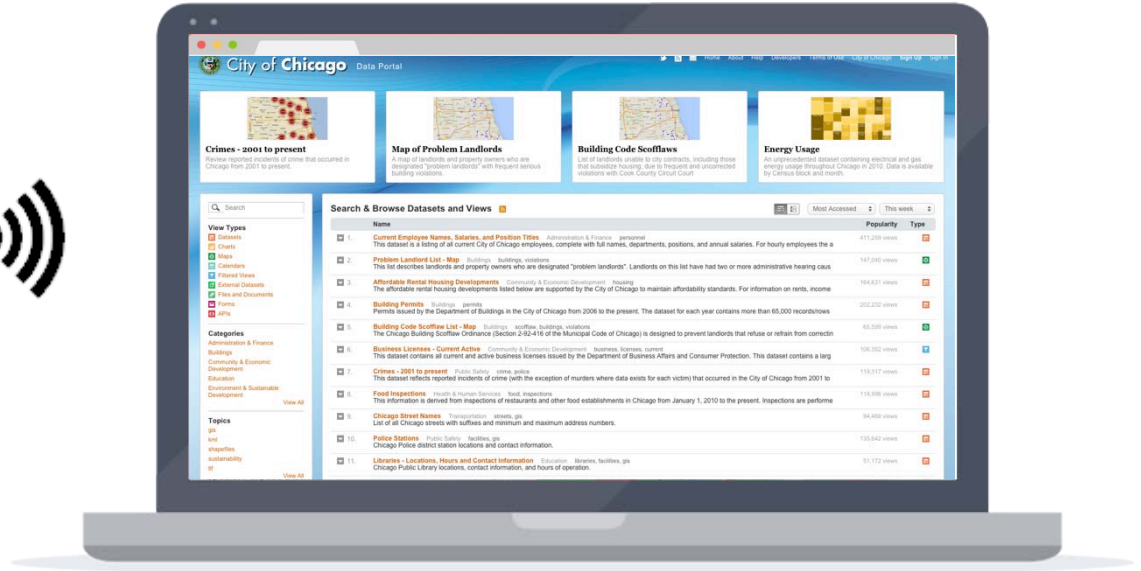 City of Chicago Data Portal
Home About Help Developers Terms of Use City of Chicago Sign Up Sign In
Crimes - 2001 to present
Review reported incidents of crime that occurred in
Chicago from 2001 to present.
Map of Problem Landlords
A map of landlords and property owners who are
designated "problem landlords" with frequent serious
building violations.
Building Code Scofflaws
List of landlords unable to city contracts, including those
that subsidize housing, due to frequent and uncorrected
violations with Cook County Circuit Court
Energy Usage
An unprecedented dataset containing electrical and gas
energy usage throughout Chicago in 2010. Data is available
by Census block and month.
Search
View Types
Datasets
Charts
Maps
Calendars
Filtered Views
External Datasets
Files and Documents
Forms
APIs
Categories
Administration & Finance
Buildings
Community & Economic
Development
Education
Environment & Sustainable
Development
View All
Topics
gis
kml
shapefiles
sustainability
View All
Search & Browse Datasets and Views Most Accessed This week
Name Popularity Type
1. Current Employee Names, Salaries, and Position Titles Administration & Finance personnel
This dataset is a listing of all current City of Chicago employees, complete with full names, departments, positions, and annual salaries. For hourly employees the a
2. Problem Landlord List - Map Buildings buildings, violations 147,040 views
This list describes landlords and property owners who are designated "problem landlords". Landlords on this list have had two or more administrative hearing caus
3. Affordable Rental Housing Developments Community & Economic Development housing 164,631 views
The affordable rental housing developments listed below are supported by the City of Chicago to maintain affordability standards. For information on rents, income
4. Building Permits Buildings permits 202,232 views
Permits issued by the Department of Buildings in the City of Chicago from 2006 to the present. The dataset for each year contains more than 65,000 records/rows
5. Building Code Scofflaw List - Map Buildings scofflaw, buildings, violations
The Chicago Building Scofflaw Ordinance (Section 2-92-416 of the Municipal Code of Chicago) is designed to prevent landlords that refuse or refrain from correctin
6. Business Licenses - Current Active Community & Economic Development business, licenses, current
This dataset contains all current and active business licenses issued by the Department of Business Affairs and Consumer Protection. This dataset contains a larg
7. Crimes - 2001 to present Public Safety crime, police
This dataset reflects reported incidents of crime (with the exception of murders where data exists for each victim) that occurred in the City of Chicago from 2001 to
8. Food Inspections Health & Human Services food, inspections
This information is derived from inspections of restaurants and other food establishments in Chicago from January 1, 2010 to the present. Inspections are performe
9. Chicago Street Names Transportation streets, gis
List of all Chicago streets with suffixes and minimum and maximum address numbers.
10. Police Stations Public Safety facilities, gis 135,642 views
Chicago Police district station locations and contact information.
11. Libraries - Locations, Hours and Contact Information Education libraries, facilities, gis 51,172 views
Chicago Public Library locations, contact information, and hours of operation.